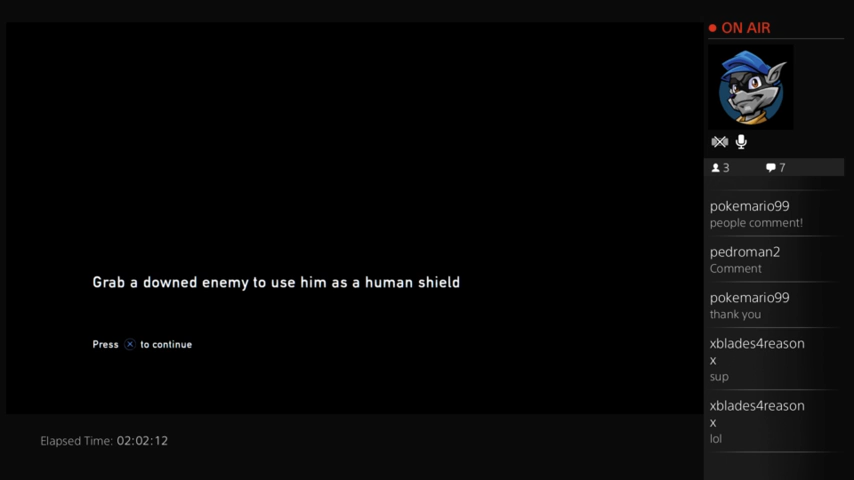 ON AIR
3 7
pokemario99
people comment!
pedroman2
Comment
pokemario99
thank you
xblades4reason
x
sup
xblades4reason
x
lol
Grab a downed enemy to use him as a human shield
Press to continue
Elapsed Time: 02:02:12